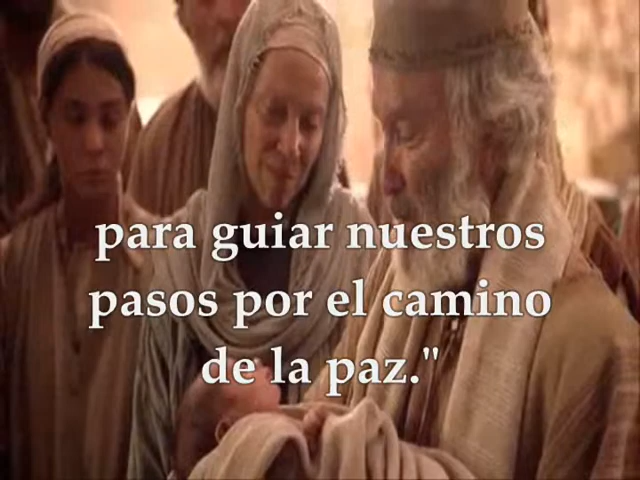 para guiar nuestros
pasos por el camino
de la paz."